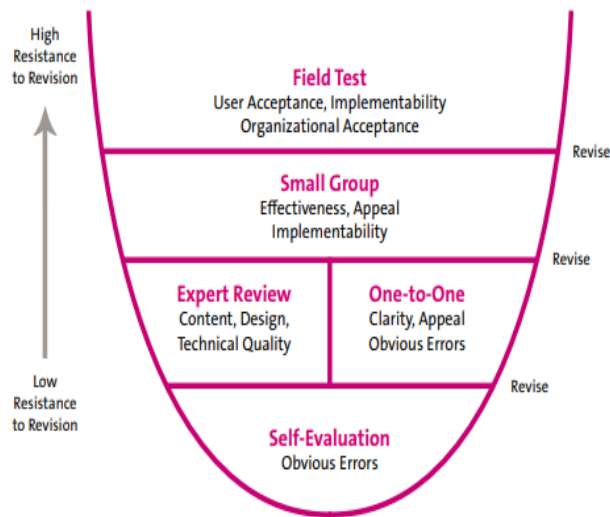 High
Resistance
to Revision
Field Test
User Acceptance, Implementability
Organizational Acceptance
Revise
Small Group
Effectiveness, Appeal
Implementability
Revise
Expert Review
Content, Design,
Technical Quality
One-to-One
Clarity, Appeal
Obvious Errors
Low
Resistance
to Revision
Revise
Self-Evaluation
Obvious Errors